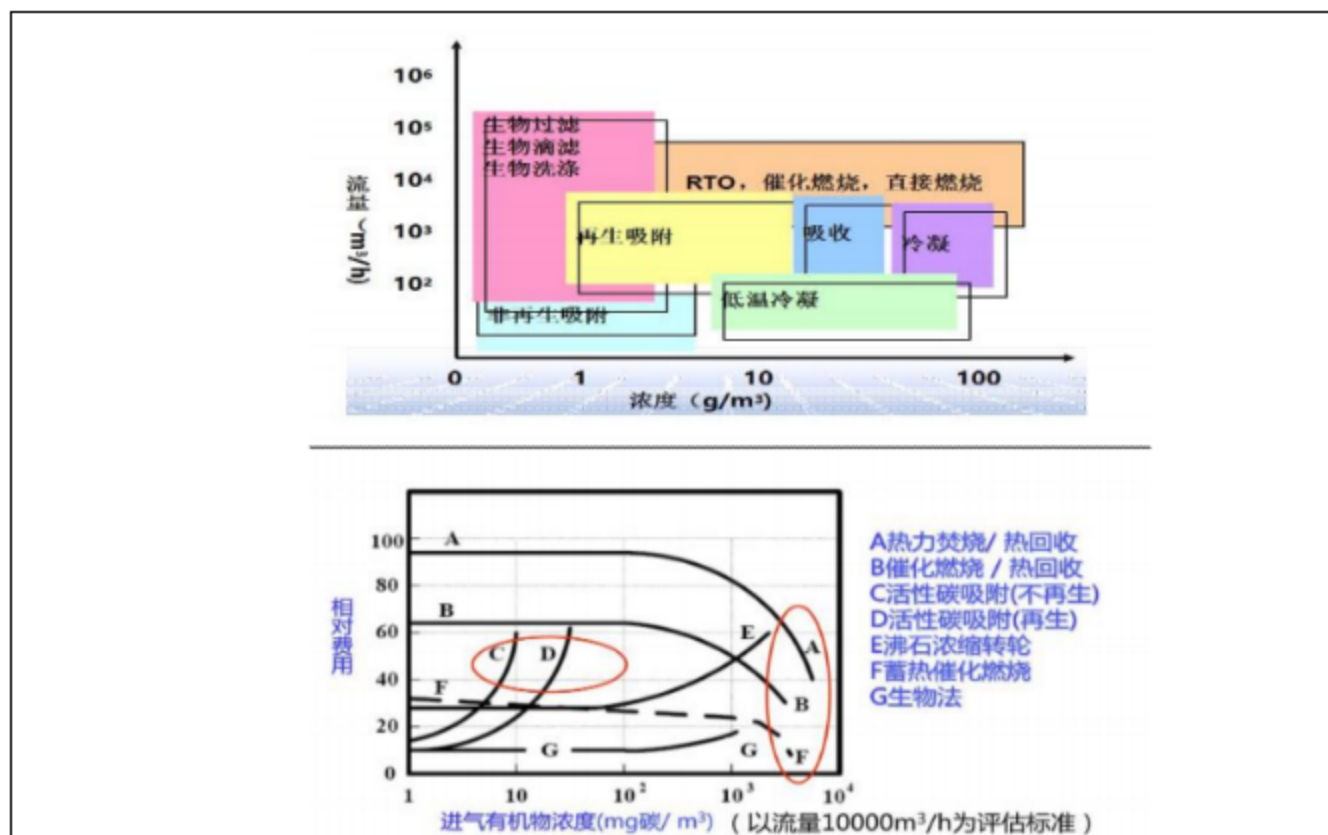 10⁶
10⁵
10⁴
10³
10²
流量（m³/h)
生物过滤
生物滴滤
生物洗涤
RTO，催化燃烧，直接燃烧
再生吸附
吸收
冷凝
低温冷凝
非再生吸附
0 1 10 100
浓度（g/m³)
100
80
60
40
20
0
相对费用
A
B
C D E A
F B
G G F
1 10 10² 10³ 10⁴
进气有机物浓度(mg碳/ m³)（以流量10000m³/h为评估标准）
A热力焚烧/ 热回收
B催化燃烧 / 热回收
C活性碳吸附(不再生)
D活性碳吸附(再生)
E沸石浓缩转轮
F蓄热催化燃烧
G生物法